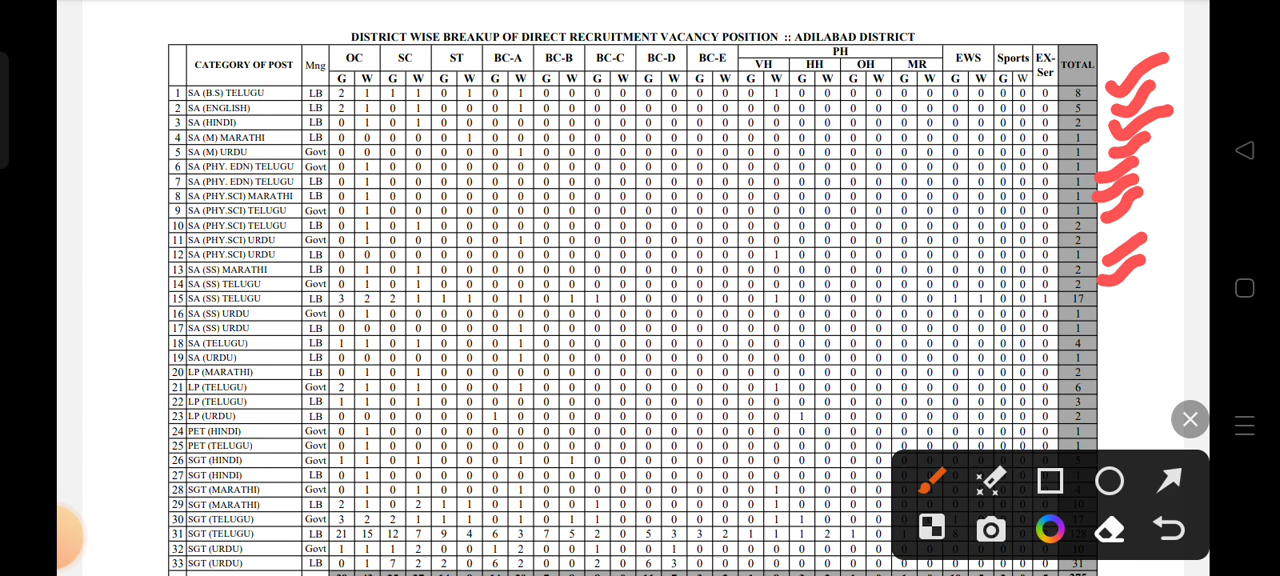 DISTRICT WISE BREAKUP OF DIRECT RECRUITMENT VACANCY POSITION :: ADILABAD DISTRICT
CATEGORY OF POST Mng OC SC ST BC-A BC-B BC-C BC-D BC-E PH EWS Sports EX-Ser TOTAL
VH HH OH MR
G W G W G W G W G W G W G W G W G W G W G W G W G W G W
1 SA (B.S) TELUGU LB 2 1 1 1 0 1 0 1 0 0 0 0 0 0 0 0 0 1 0 0 0 0 0 0 0 0 0 0 0 8
2 SA (ENGLISH) LB 2 1 0 1 0 0 0 1 0 0 0 0 0 0 0 0 0 0 0 0 0 0 0 0 0 0 0 0 0 5
3 SA (HINDI) LB 0 1 0 1 0 0 0 0 0 0 0 0 0 0 0 0 0 0 0 0 0 0 0 0 0 0 0 0 0 2
4 SA (M) MARATHI LB 0 0 0 0 0 1 0 0 0 0 0 0 0 0 0 0 0 0 0 0 0 0 0 0 0 0 0 0 0 1
5 SA (M) URDU Govt 0 0 0 0 0 0 0 1 0 0 0 0 0 0 0 0 0 0 0 0 0 0 0 0 0 0 0 0 0 1
6 SA (PHY. EDN) TELUGU Govt 0 1 0 0 0 0 0 0 0 0 0 0 0 0 0 0 0 0 0 0 0 0 0 0 0 0 0 0 0 1
7 SA (PHY. EDN) TELUGU LB 0 1 0 0 0 0 0 0 0 0 0 0 0 0 0 0 0 0 0 0 0 0 0 0 0 0 0 0 0 1
8 SA (PHY.SCI) MARATHI LB 0 1 0 0 0 0 0 0 0 0 0 0 0 0 0 0 0 0 0 0 0 0 0 0 0 0 0 0 0 1
9 SA (PHY.SCI) TELUGU Govt 0 1 0 0 0 0 0 0 0 0 0 0 0 0 0 0 0 0 0 0 0 0 0 0 0 0 0 0 0 1
10 SA (PHY.SCI) TELUGU LB 0 1 0 1 0 0 0 0 0 0 0 0 0 0 0 0 0 0 0 0 0 0 0 0 0 0 0 0 0 2
11 SA (PHY.SCI) URDU Govt 0 1 0 0 0 0 0 1 0 0 0 0 0 0 0 0 0 0 0 0 0 0 0 0 0 0 0 0 0 2
12 SA (PHY.SCI) URDU LB 0 0 0 0 0 0 0 0 0 0 0 0 0 0 0 0 0 1 0 0 0 0 0 0 0 0 0 0 0 1
13 SA (SS) MARATHI LB 0 1 0 1 0 0 0 0 0 0 0 0 0 0 0 0 0 0 0 0 0 0 0 0 0 0 0 0 0 2
14 SA (SS) TELUGU Govt 0 1 0 0 0 0 0 1 0 0 0 0 0 0 0 0 0 0 0 0 0 0 0 0 0 0 0 0 0 2
15 SA (SS) TELUGU LB 3 2 2 1 1 1 0 1 0 1 1 0 0 0 0 0 0 1 0 0 0 0 0 0 1 1 0 0 1 17
16 SA (SS) URDU Govt 0 1 0 0 0 0 0 0 0 0 0 0 0 0 0 0 0 0 0 0 0 0 0 0 0 0 0 0 0 1
17 SA (SS) URDU LB 0 0 0 0 0 0 0 1 0 0 0 0 0 0 0 0 0 0 0 0 0 0 0 0 0 0 0 0 0 1
18 SA (TELUGU) LB 1 1 0 1 0 0 0 1 0 0 0 0 0 0 0 0 0 0 0 0 0 0 0 0 0 0 0 0 0 4
19 SA (URDU) LB 0 0 0 0 0 0 0 1 0 0 0 0 0 0 0 0 0 0 0 0 0 0 0 0 0 0 0 0 0 1
20 LP (MARATHI) LB 0 1 0 1 0 0 0 0 0 0 0 0 0 0 0 0 0 0 0 0 0 0 0 0 0 0 0 0 0 2
21 LP (TELUGU) Govt 2 1 0 1 0 0 0 1 0 0 0 0 0 0 0 0 0 1 0 0 0 0 0 0 0 0 0 0 0 6
22 LP (TELUGU) LB 1 1 0 1 0 0 0 0 0 0 0 0 0 0 0 0 0 0 0 0 0 0 0 0 0 0 0 0 0 3
23 LP (URDU) LB 0 0 0 0 0 0 1 0 0 0 0 0 0 0 0 0 0 0 1 0 0 0 0 0 0 0 0 0 0 2
24 PET (HINDI) Govt 0 1 0 0 0 0 0 0 0 0 0 0 0 0 0 0 0 0 0 0 0 0 0 0 0 0 0 0 0 1
25 PET (TELUGU) Govt 0 1 0 0 0 0 0 0 0 0 0 0 0 0 0 0 0 0 0 0 0 0 0 0 0 0 0 0 0 1
26 SGT (HINDI) Govt 1 1 0 1 0 0 0 1 0 1 0 0 0 0 0 0 0 0 0 0 0 0
27 SGT (HINDI) LB 0 1 0 0 0 0 0 0 0 0 0 0 0 0 0 0 0 0 0 0 0 0
28 SGT (MARATHI) Govt 0 1 0 1 0 0 0 1 0 0 0 0 0 0 0 0 0 1 0 0 0 0
29 SGT (MARATHI) LB 2 1 0 2 1 1 0 1 0 0 1 0 0 0 0 0 0 1 0 0 0 0
30 SGT (TELUGU) Govt 3 2 2 1 1 1 0 1 0 1 1 0 0 0 0 0 0 1 1 0 0 0
31 SGT (TELUGU) LB 21 15 12 7 9 4 6 3 7 5 2 0 5 3 3 2 1 1 1 2 1 0 128
32 SGT (URDU) Govt 1 1 1 2 0 0 1 2 0 0 1 0 0 1 0 0 0 0 0 0 0 0
33 SGT (URDU) LB 0 1 7 2 2 0 6 2 0 0 2 0 6 3 0 0 0 0 0 0 0 0 0 0 0 0 0 0 0 31